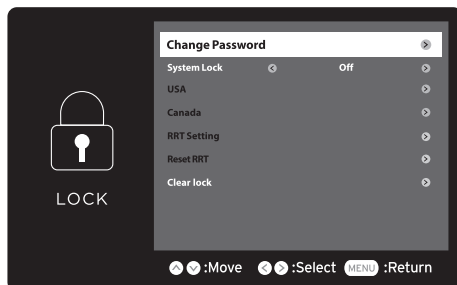 Change Password
System Lock Off
USA
Canada
RRT Setting
Reset RRT
Clear lock
LOCK
:Move :Select MENU :Return